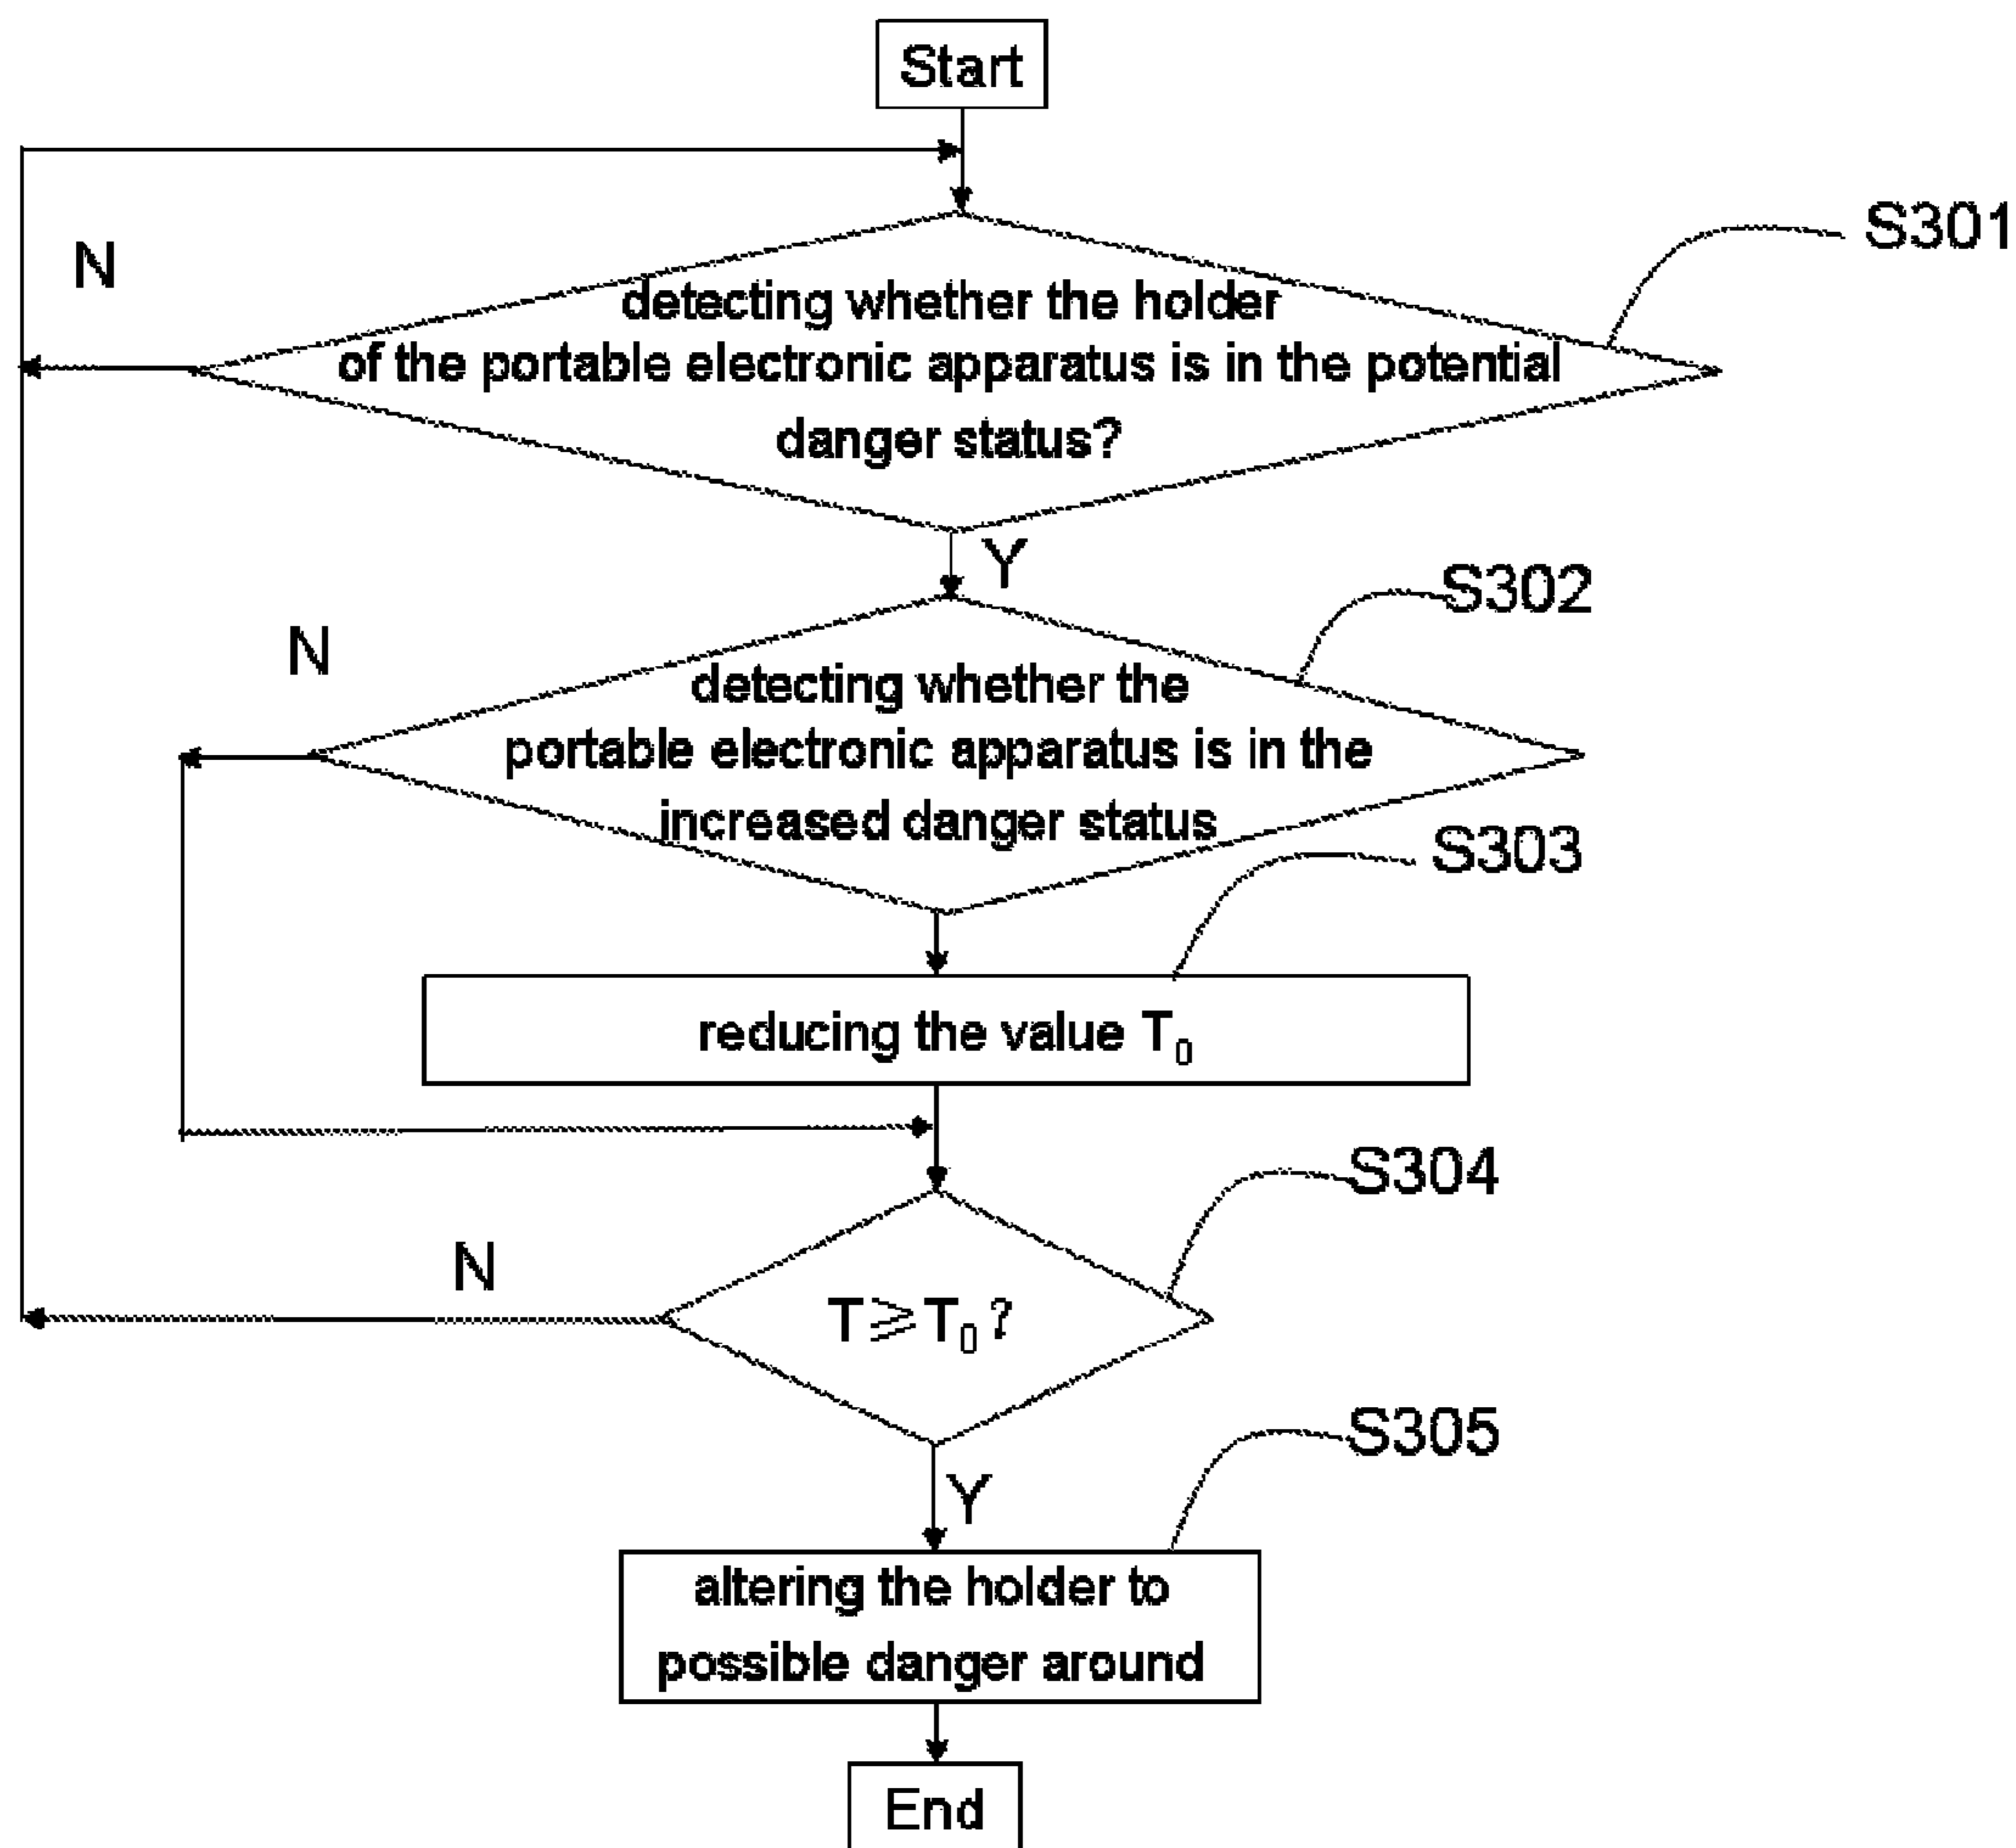 Start
N
S301
detecting whether the holder
of the portable electronic apparatus is in the potential
danger status?
Y
S302
N
detecting whether the
portable electronic apparatus is in the
increased danger status
S303
reducing the value T₀
S304
N
T≥T₀?
S305
Y
altering the holder to
possible danger around
End